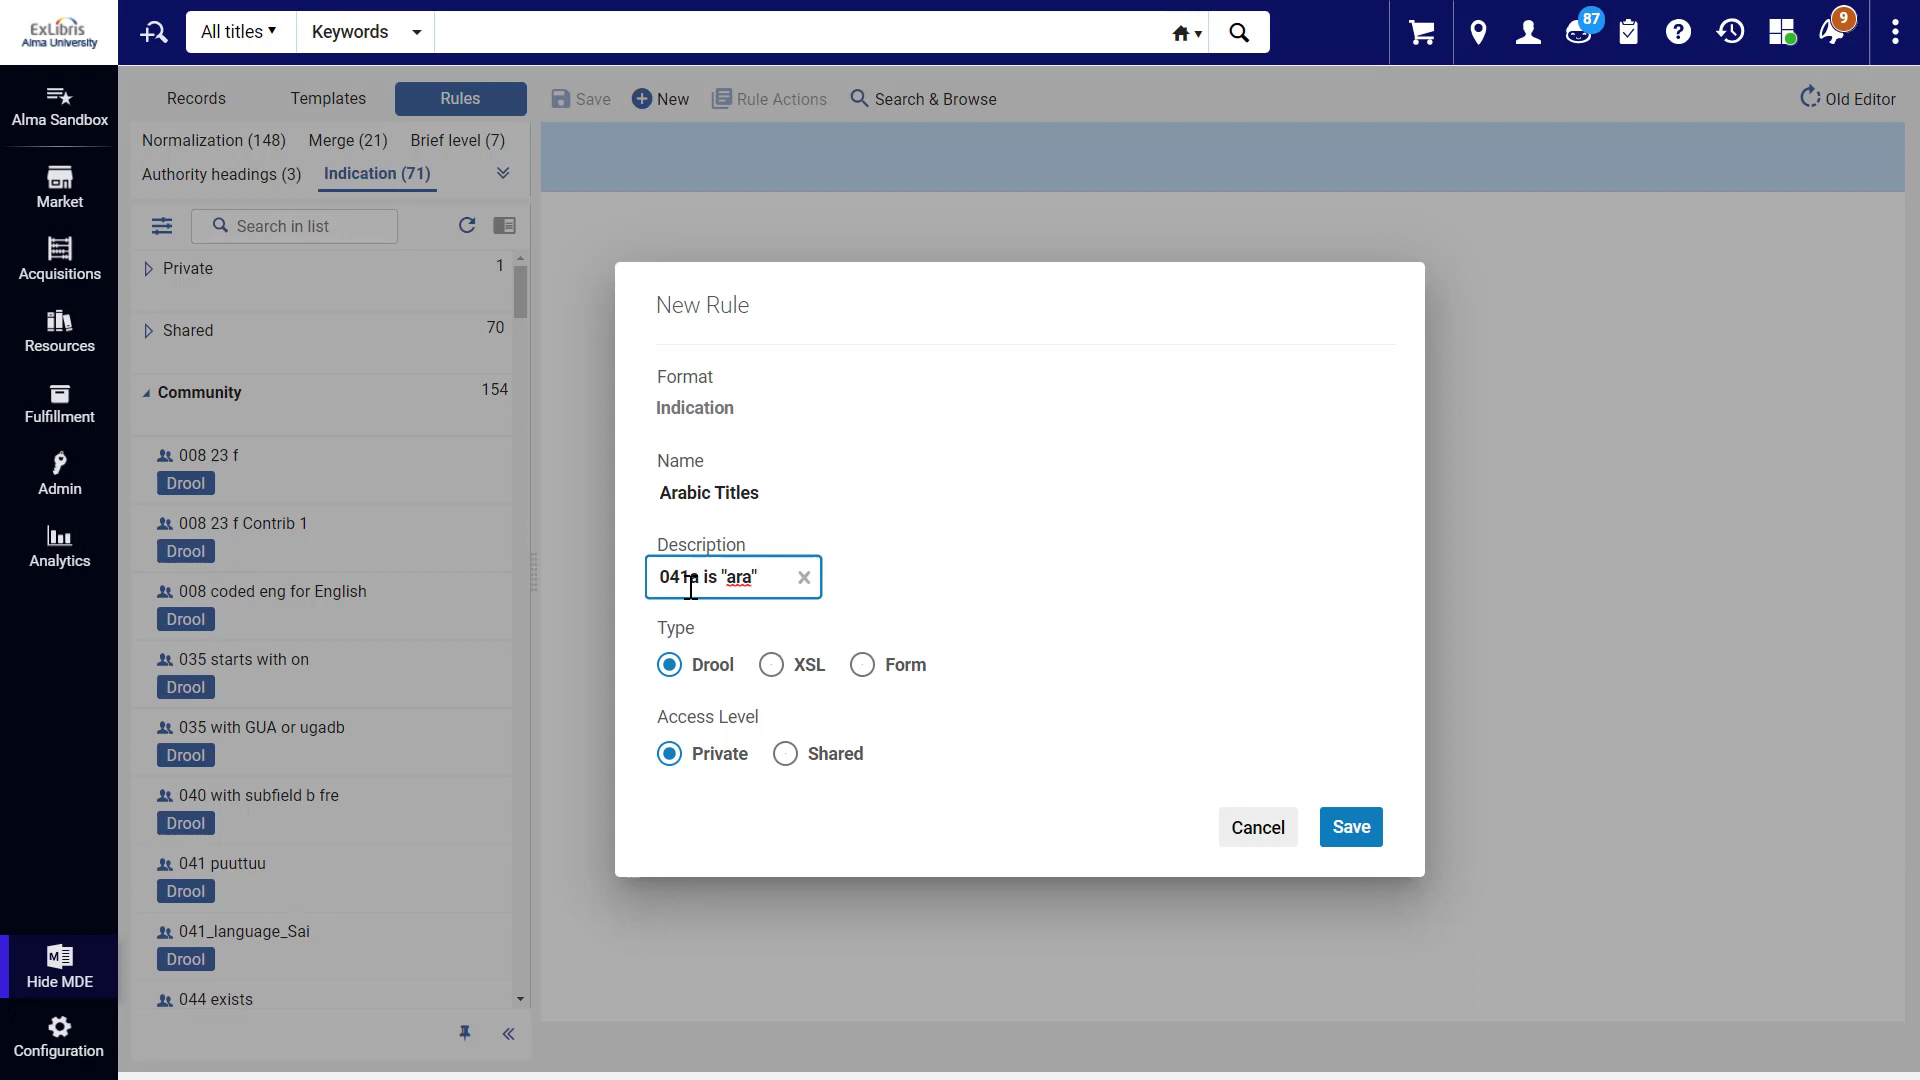 ExLibris
Alma University
All titles
Keywords
87
9
Alma Sandbox
Market
Acquisitions
Resources
Fulfillment
Admin
Analytics
Hide MDE
Configuration
Records
Templates
Rules
Save
New
Rule Actions
Search & Browse
Old Editor
Normalization (148)
Merge (21)
Brief level (7)
Authority headings (3)
Indication (71)
Search in list
Private
1
Shared
70
Community
154
008 23 f
Drool
008 23 f Contrib 1
Drool
008 coded eng for English
Drool
035 starts with on
Drool
035 with GUA or ugadb
Drool
040 with subfield b fre
Drool
041 puuttuu
Drool
041_language_Sai
Drool
044 exists
New Rule
Format
Indication
Name
Arabic Titles
Description
041a is "ara"
Type
Drool
XSL
Form
Access Level
Private
Shared
Cancel
Save